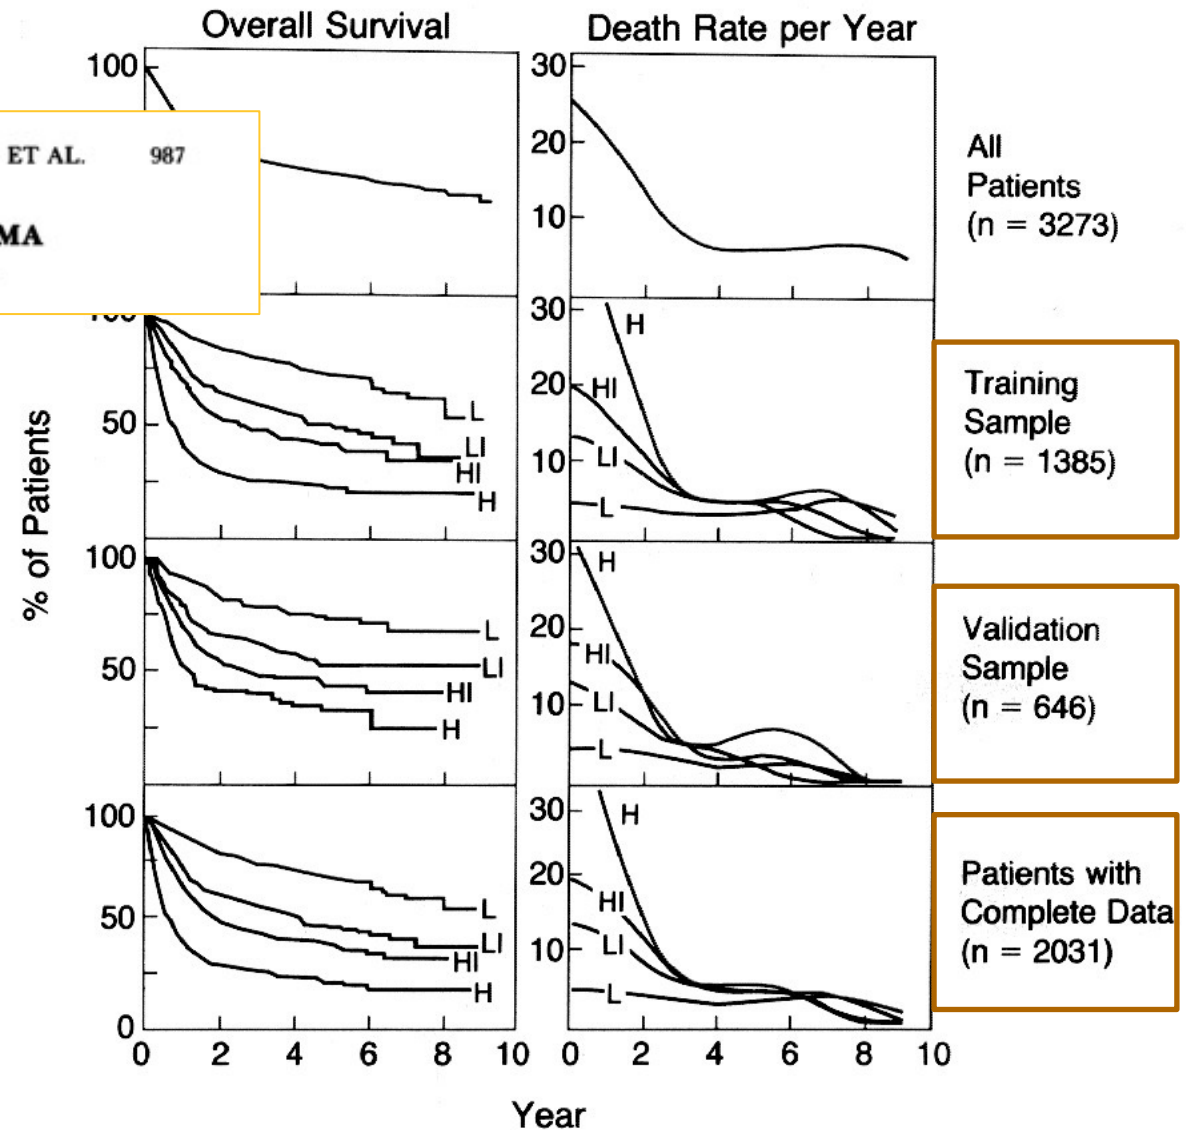 Overall Survival
Death Rate per Year
100
30
20
10
All
Patients
(n = 3273)
ET AL. 987
MA
100
50
L
LI
HI
H
30
20
10
H
HI
LI
L
Training
Sample
(n = 1385)
% of Patients
100
50
L
LI
HI
H
30
20
10
H
HI
LI
L
Validation
Sample
(n = 646)
100
50
0
L
LI
HI
H
30
20
10
H
HI
LI
L
Patients with
Complete Data
(n = 2031)
0 2 4 6 8 10
0 2 4 6 8 10
Year